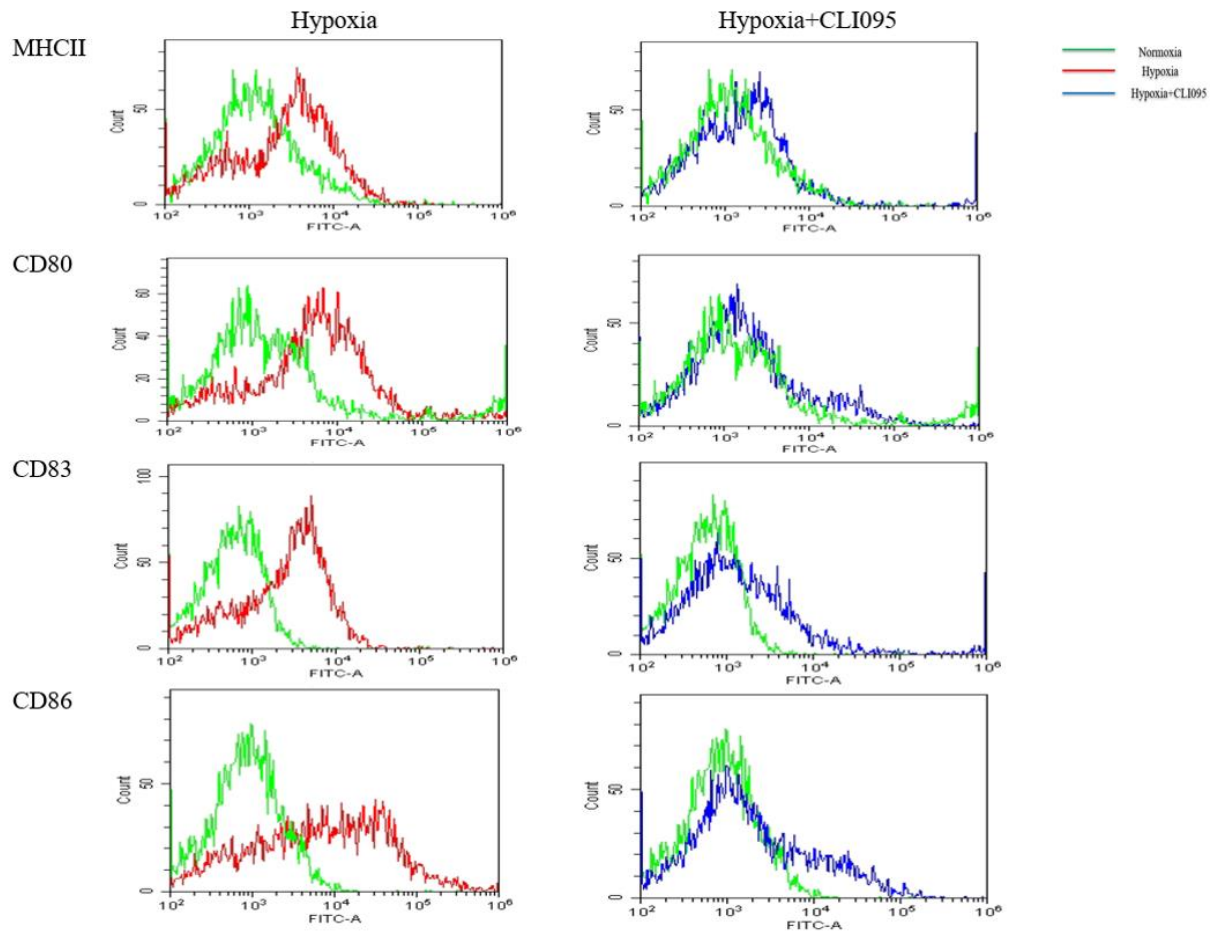 Hypoxia
Hypoxia+CLI095
MHCII
Normoxia
Hypoxia
Hypoxia+CLI095
Count
50
0
10² 10³ 10⁴ 10⁵ 10⁶
FITC-A
Count
50
0
10² 10³ 10⁴ 10⁵ 10⁶
FITC-A
CD80
Count
60
40
20
0
10² 10³ 10⁴ 10⁵ 10⁶
FITC-A
Count
50
0
10² 10³ 10⁴ 10⁵ 10⁶
FITC-A
CD83
Count
100
50
0
10² 10³ 10⁴ 10⁵ 10⁶
FITC-A
Count
50
0
10² 10³ 10⁴ 10⁵ 10⁶
FITC-A
CD86
Count
50
0
10² 10³ 10⁴ 10⁵ 10⁶
FITC-A
Count
50
0
10² 10³ 10⁴ 10⁵ 10⁶
FITC-A